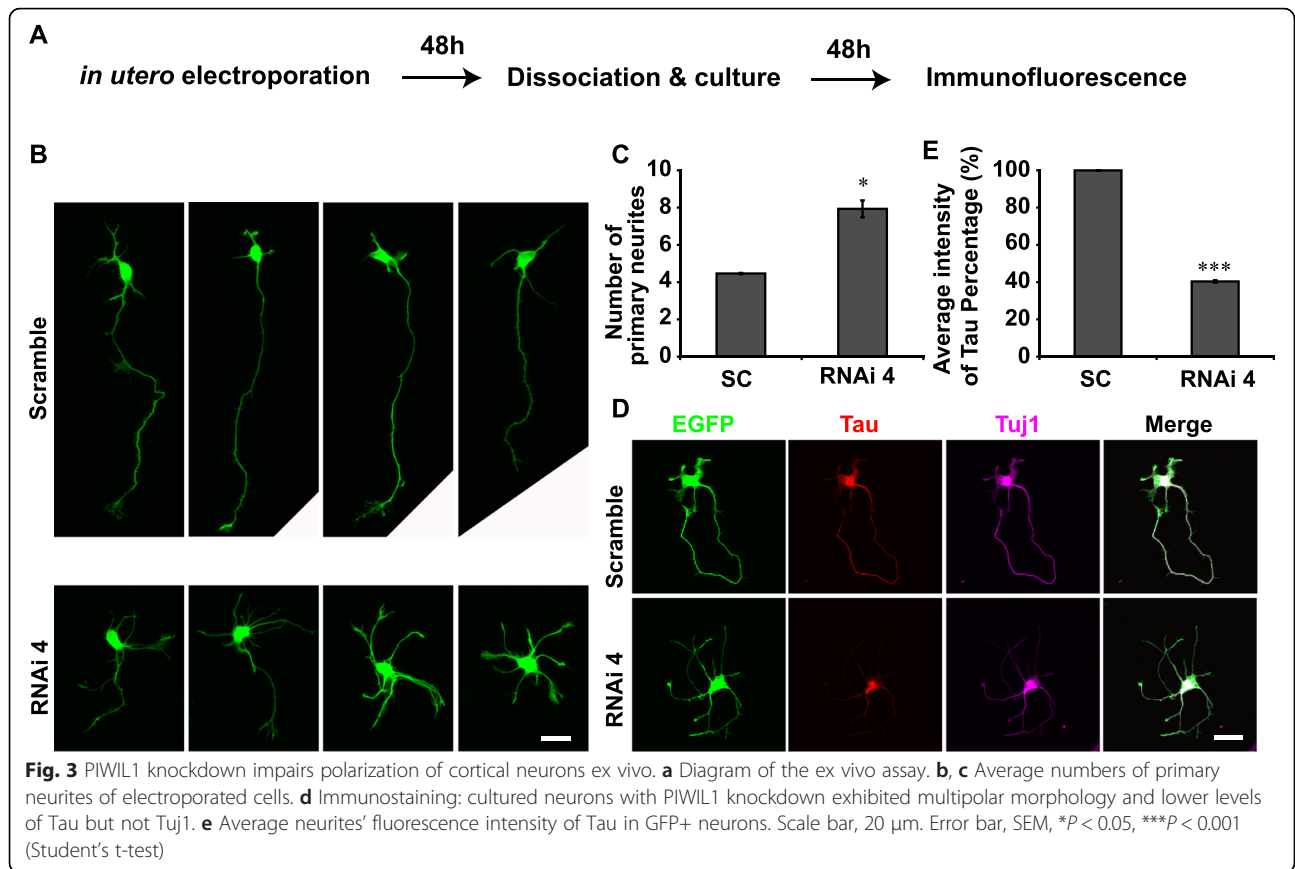 A
48h
48h
in utero electroporation
Dissociation & culture
Immunofluorescence
B
Scramble
RNAi 4
C
Number of
primary neurites
10
8
6
4
2
0
*
SC
RNAi 4
E
Average intensity
of Tau Percentage (%)
100
80
60
40
20
0
***
SC
RNAi 4
D
EGFP
Tau
Tuj1
Merge
Scramble
RNAi 4
Fig. 3 PIWIL1 knockdown impairs polarization of cortical neurons ex vivo. a Diagram of the ex vivo assay. b, c Average numbers of primary
neurites of electroporated cells. d Immunostaining: cultured neurons with PIWIL1 knockdown exhibited multipolar morphology and lower levels
of Tau but not Tuj1. e Average neurites' fluorescence intensity of Tau in GFP+ neurons. Scale bar, 20 μm. Error bar, SEM, *P < 0.05, ***P < 0.001
(Student's t-test)